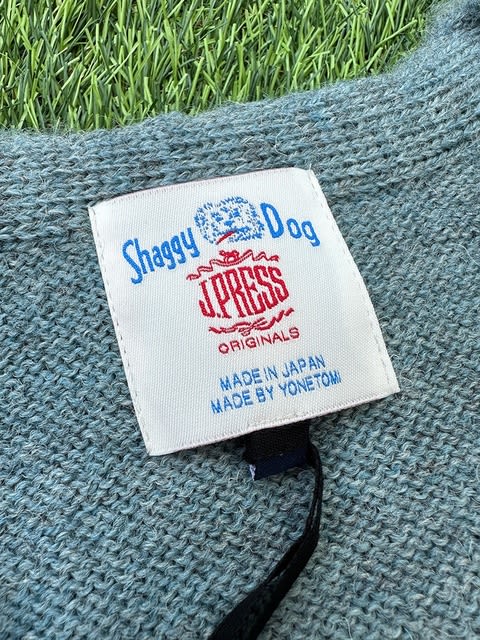 Shaggy Dog
J.PRESS
ORIGINALS
MADE IN JAPAN
MADE BY YONETOMI